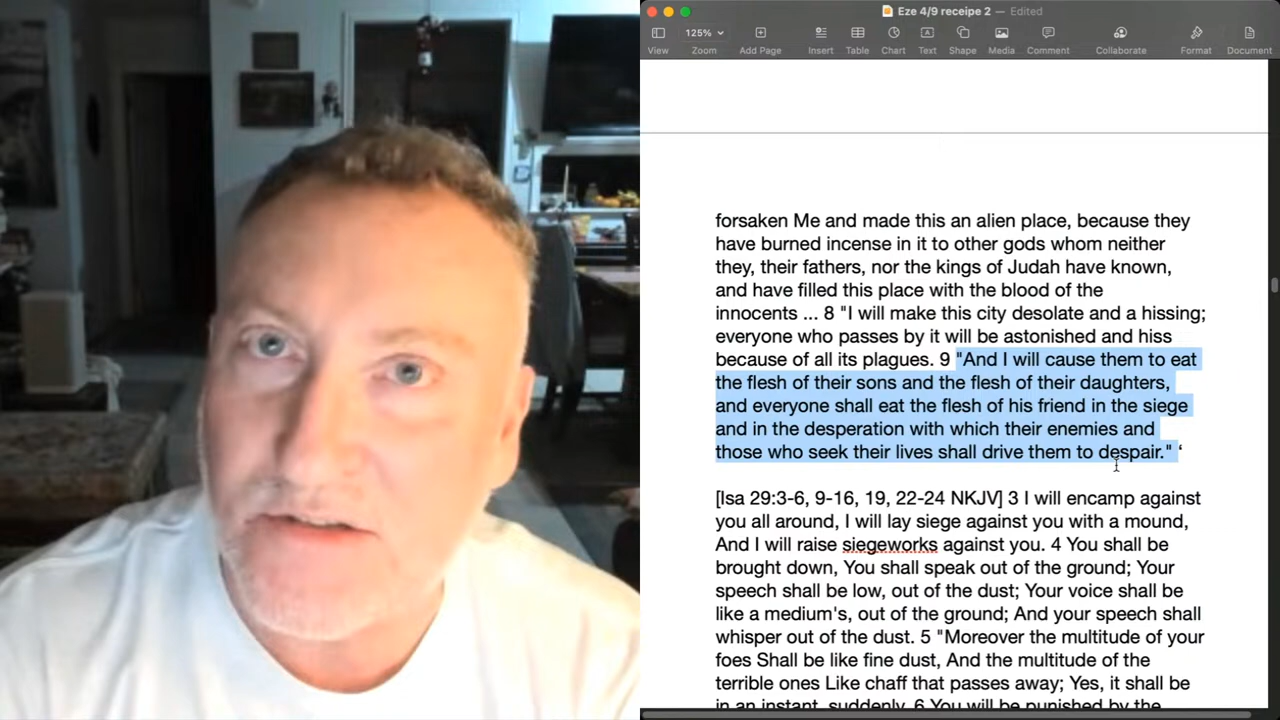 Eze 4/9 receipe 2 — Edited
125%
View Zoom Add Page Insert Table Chart Text Shape Media Comment Collaborate Format Document
forsaken Me and made this an alien place, because they
have burned incense in it to other gods whom neither
they, their fathers, nor the kings of Judah have known,
and have filled this place with the blood of the
innocents ... 8 "I will make this city desolate and a hissing;
everyone who passes by it will be astonished and hiss
because of all its plagues. 9 "And I will cause them to eat
the flesh of their sons and the flesh of their daughters,
and everyone shall eat the flesh of his friend in the siege
and in the desperation with which their enemies and
those who seek their lives shall drive them to despair." ‘
[Isa 29:3-6, 9-16, 19, 22-24 NKJV] 3 I will encamp against
you all around, I will lay siege against you with a mound,
And I will raise siegeworks against you. 4 You shall be
brought down, You shall speak out of the ground; Your
speech shall be low, out of the dust; Your voice shall be
like a medium's, out of the ground; And your speech shall
whisper out of the dust. 5 "Moreover the multitude of your
foes Shall be like fine dust, And the multitude of the
terrible ones Like chaff that passes away; Yes, it shall be
in an instant, suddenly. 6 You will be punished by the